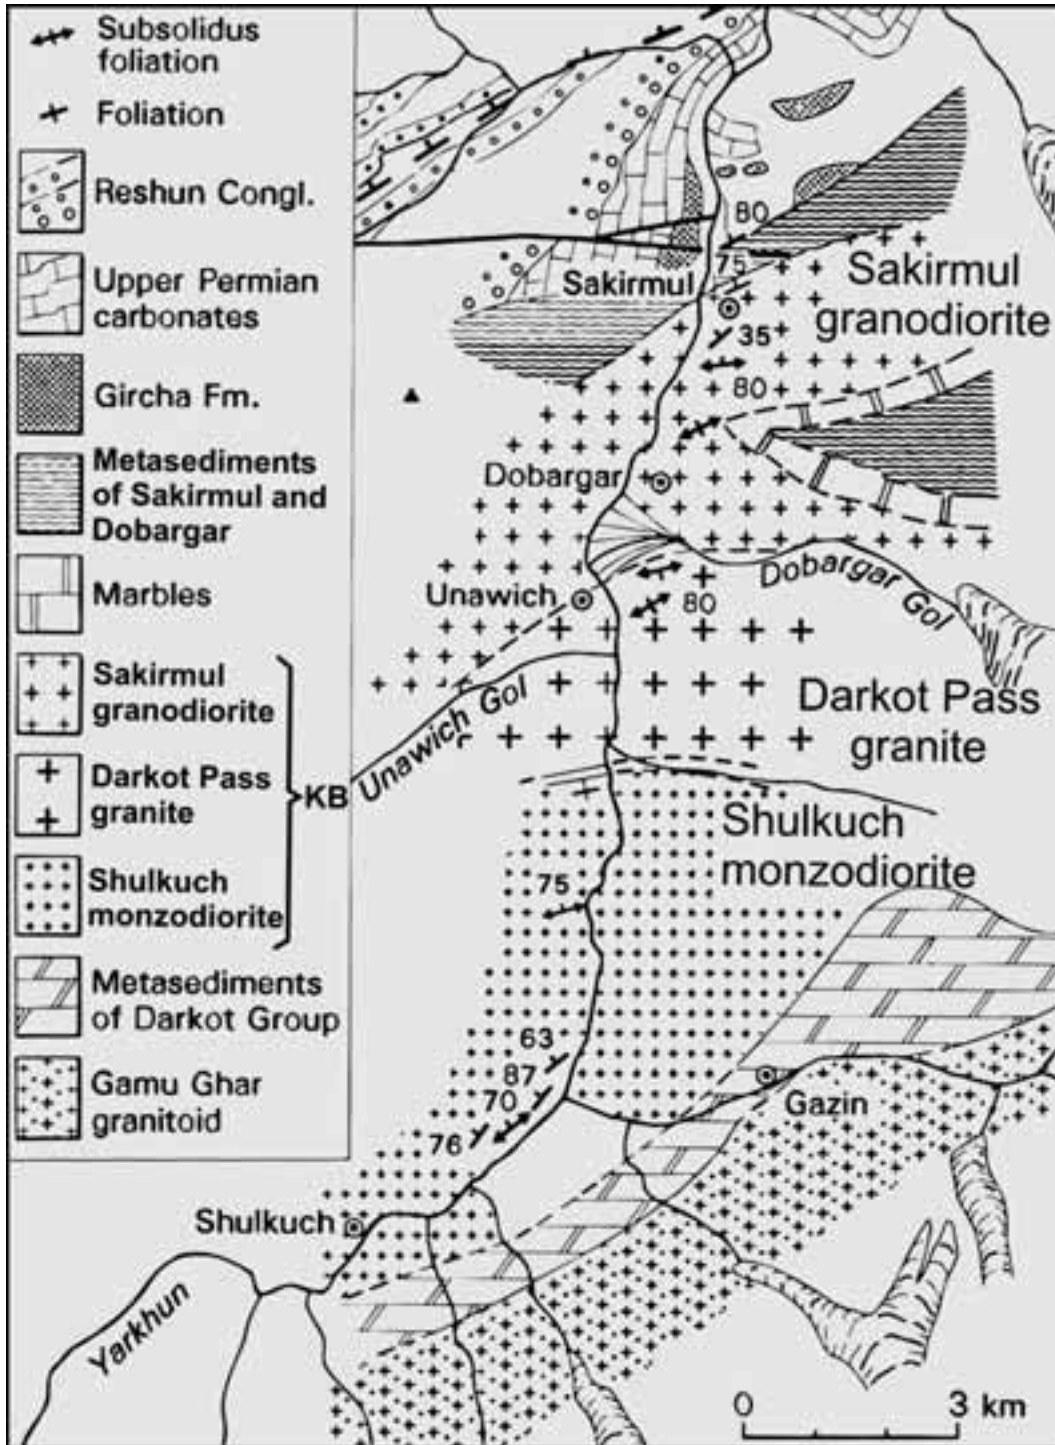 Subsolidus
foliation
Foliation
Reshun Congl.
Upper Permian
carbonates
Gircha Fm.
Metasediments
of Sakirmul and
Dobargar
Marbles
Sakirmul
granodiorite
Darkot Pass
granite
KB
Shulkuch
monzodiorite
Metasediments
of Darkot Group
Gamu Ghar
granitoid
80
75
Sakirmul
Sakirmul
granodiorite
35
80
Dobargar
Dobargar Gol
Unawich
80
Unawich Gol
Darkot Pass
granite
Shulkuch
monzodiorite
75
63
87
70
76
Gazin
Shulkuch
Yarkhun
0 3 km